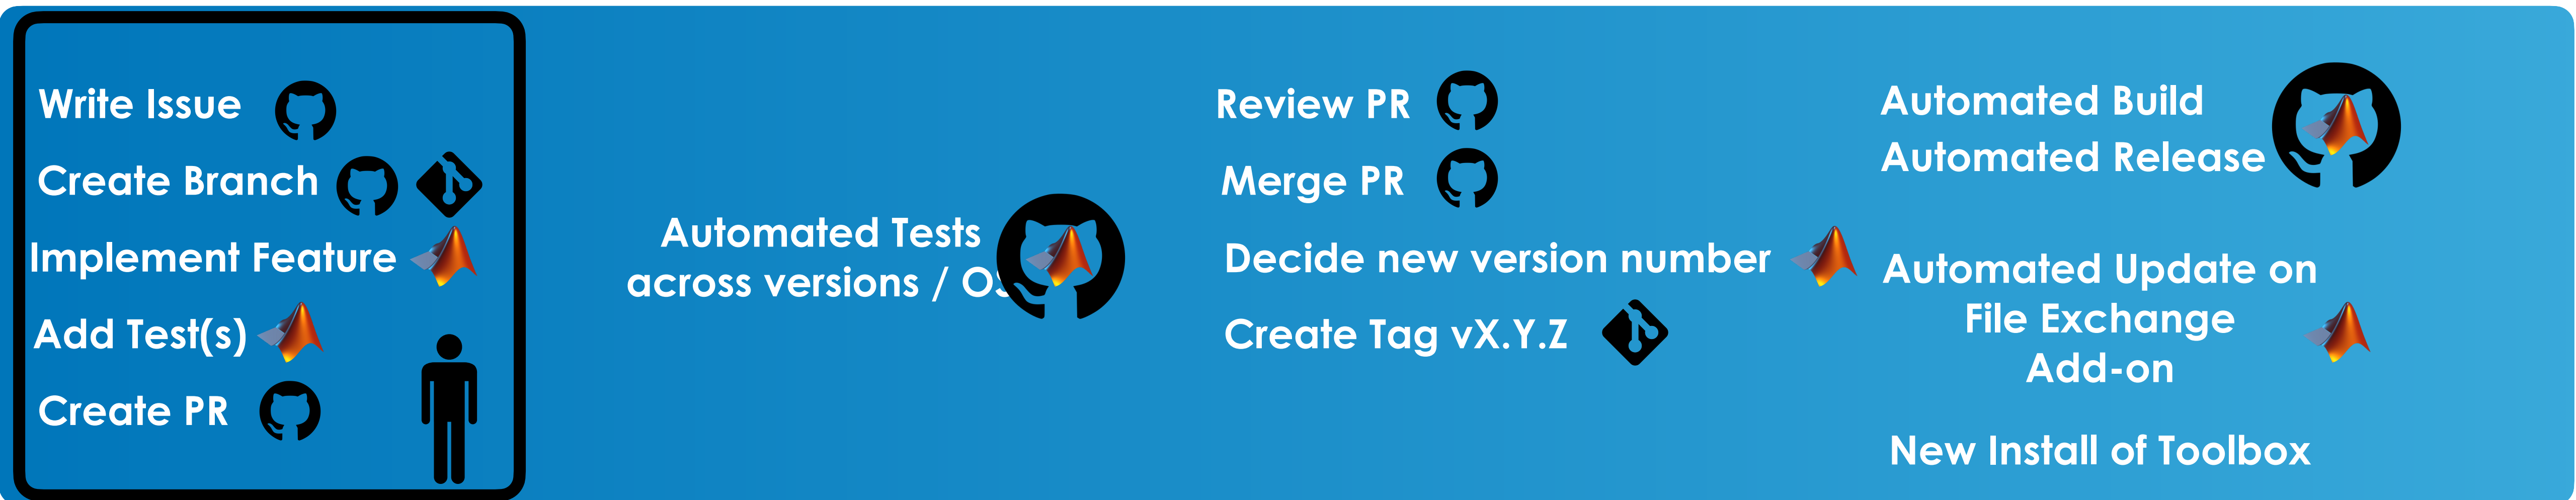 Write Issue
Create Branch
Implement Feature
Add Test(s)
Create PR
Automated Tests
across versions / OS
Review PR
Merge PR
Decide new version number
Create Tag vX.Y.Z
Automated Build
Automated Release
Automated Update on
File Exchange
Add-on
New Install of Toolbox